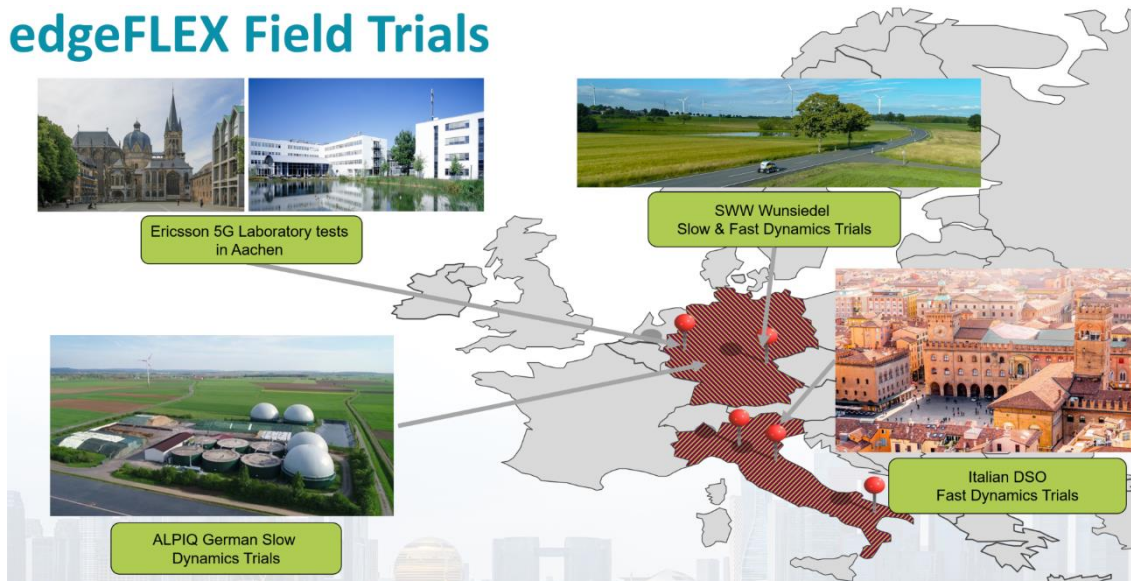 edgeFLEX Field Trials
Ericsson 5G Laboratory tests
in Aachen
SWW Wunsiedel
Slow & Fast Dynamics Trials
Italian DSO
Fast Dynamics Trials
ALPIQ German Slow
Dynamics Trials